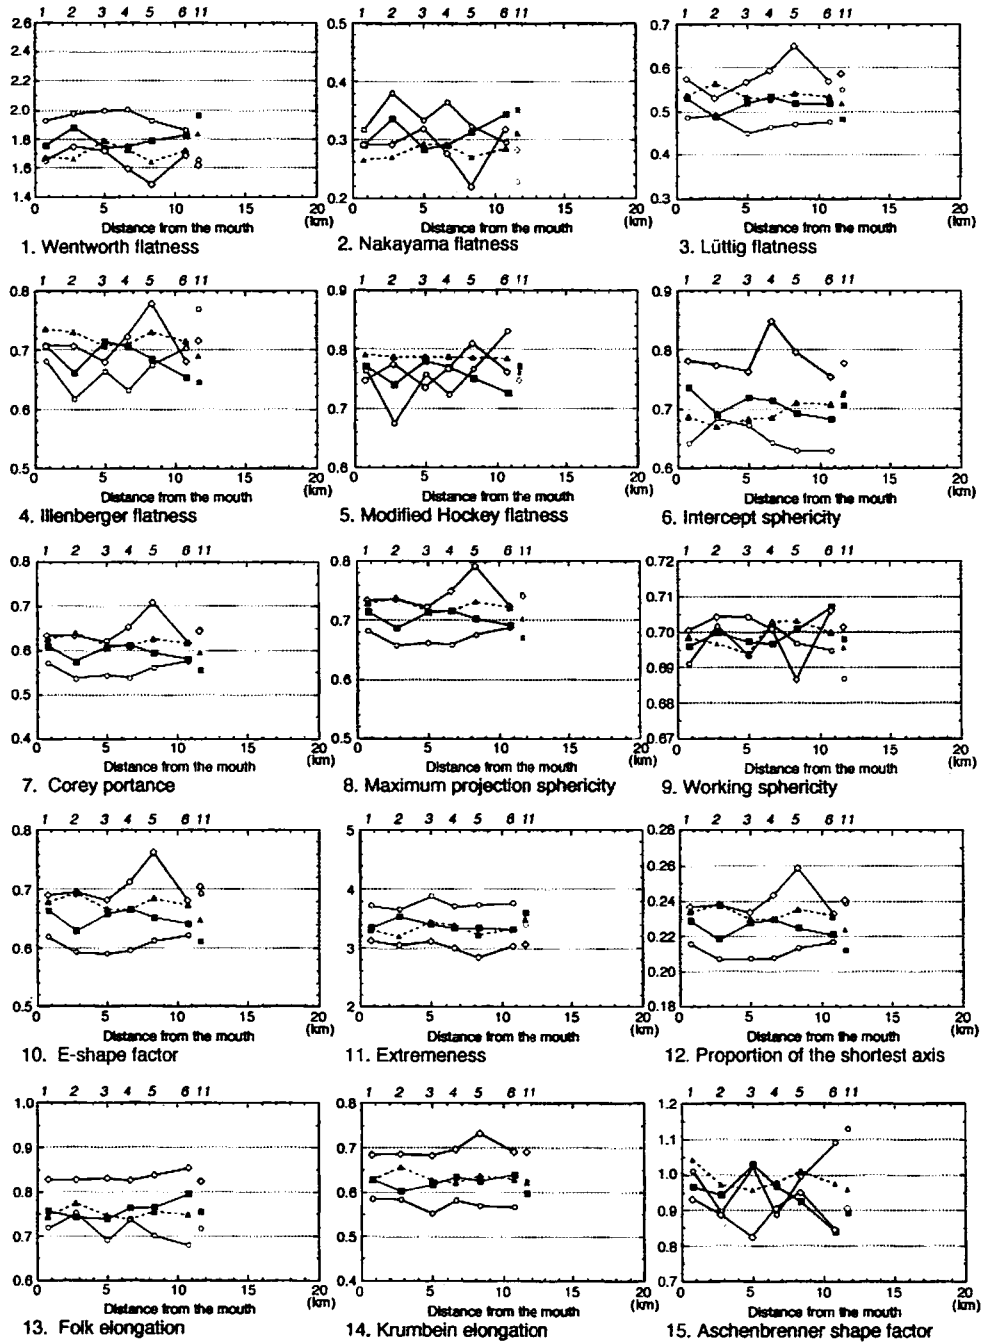 1 2 3 4 5 6 11
2.6
2.4
2.2
2.0
1.8
1.6
1.4
0 5 10 15 20
(km)
Distance from the mouth
1. Wentworth flatness
1 2 3 4 5 6 11
0.5
0.4
0.3
0.2
0 5 10 15 20
(km)
Distance from the mouth
2. Nakayama flatness
1 2 3 4 5 6 11
0.7
0.6
0.5
0.4
0.3
0 5 10 15 20
(km)
Distance from the mouth
3. Lüttig flatness
1 2 3 4 5 6 11
0.8
0.7
0.6
0.5
0 5 10 15 20
(km)
Distance from the mouth
4. Illenberger flatness
1 2 3 4 5 6 11
0.9
0.8
0.7
0.6
0 5 10 15 20
(km)
Distance from the mouth
5. Modified Hockey flatness
1 2 3 4 5 6 11
0.9
0.8
0.7
0.6
0 5 10 15 20
(km)
Distance from the mouth
6. Intercept sphericity
1 2 3 4 5 6 11
0.8
0.7
0.6
0.5
0.4
0 5 10 15 20
(km)
Distance from the mouth
7. Corey portance
1 2 3 4 5 6 11
0.8
0.7
0.6
0.5
0 5 10 15 20
(km)
Distance from the mouth
8. Maximum projection sphericity
1 2 3 4 5 6 11
0.72
0.71
0.70
0.69
0.68
0.67
0 5 10 15 20
(km)
Distance from the mouth
9. Working sphericity
1 2 3 4 5 6 11
0.8
0.7
0.6
0.5
0 5 10 15 20
(km)
Distance from the mouth
10. E-shape factor
1 2 3 4 5 6 11
5
4
3
2
0 5 10 15 20
(km)
Distance from the mouth
11. Extremeness
1 2 3 4 5 6 11
0.28
0.26
0.24
0.22
0.20
0.18
0 5 10 15 20
(km)
Distance from the mouth
12. Proportion of the shortest axis
1 2 3 4 5 6 11
1.0
0.9
0.8
0.7
0.6
0 5 10 15 20
(km)
Distance from the mouth
13. Folk elongation
1 2 3 4 5 6 11
0.8
0.7
0.6
0.5
0.4
0 5 10 15 20
(km)
Distance from the mouth
14. Krumbein elongation
1 2 3 4 5 6 11
1.2
1.1
1.0
0.9
0.8
0.7
0 5 10 15 20
(km)
Distance from the mouth
15. Aschenbrenner shape factor